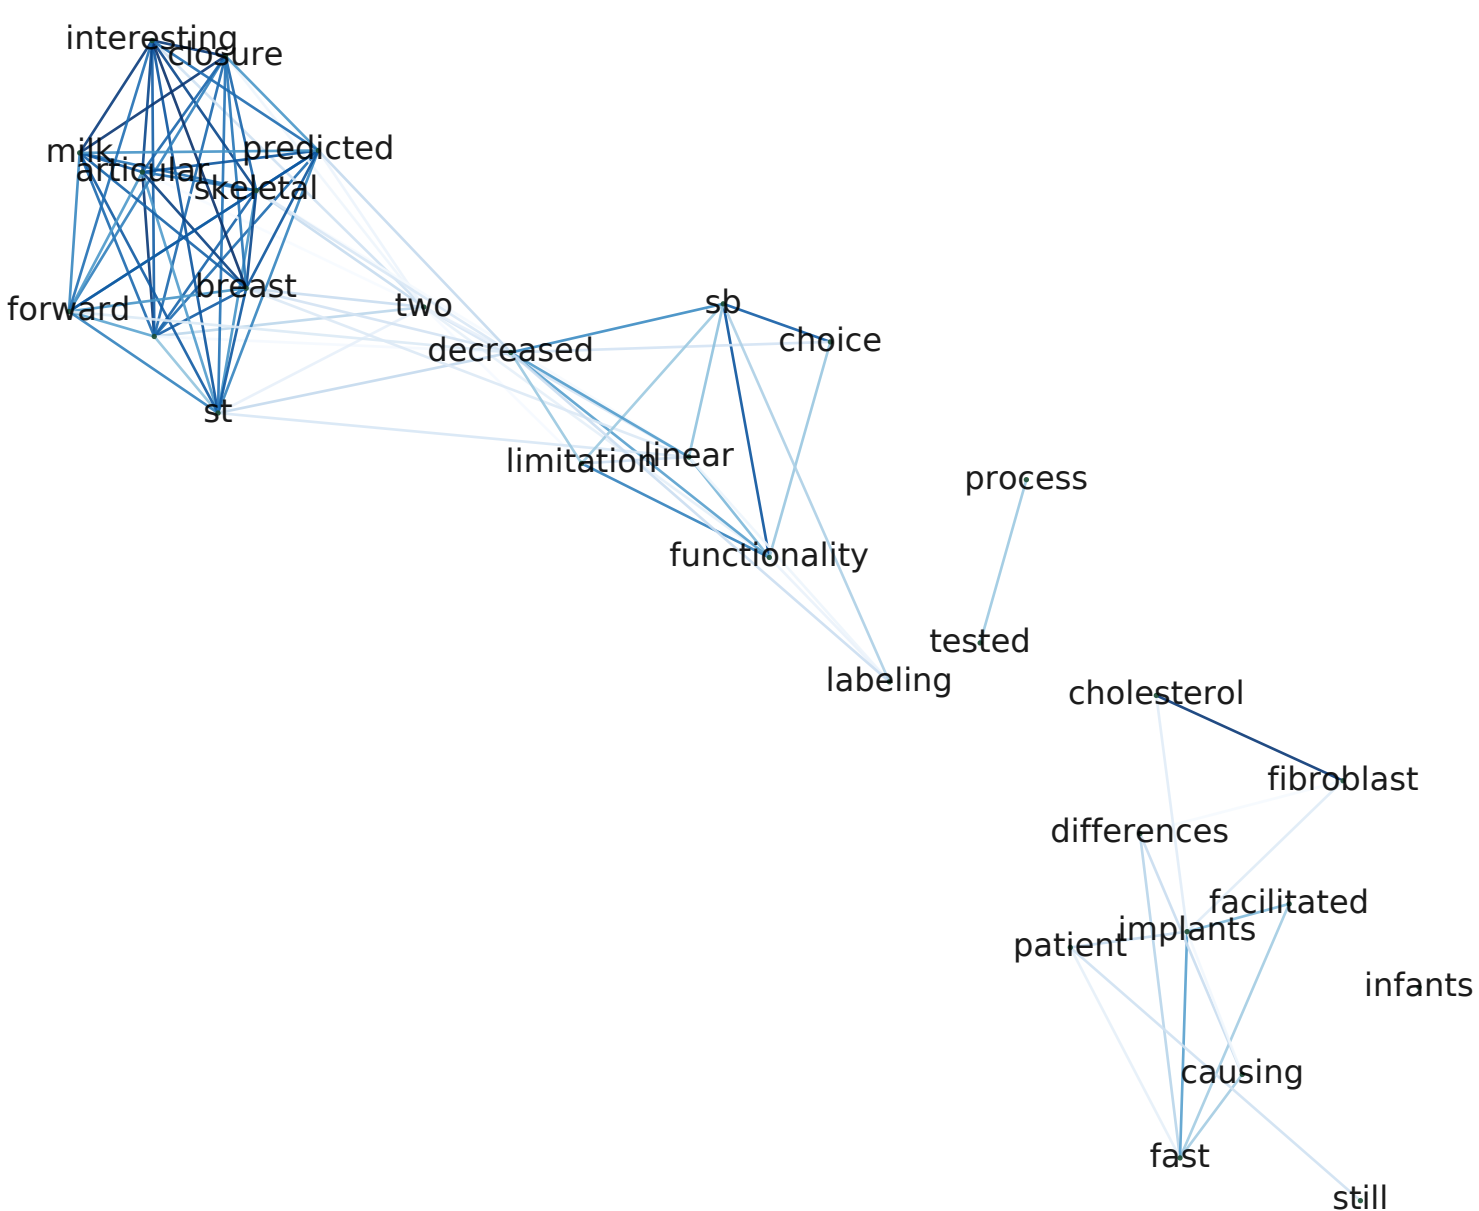 interesting
closure
milk
predicted
articular
skeletal
breast
forward
two
sb
choice
decreased
st
limitation
linear
process
functionality
tested
labeling
cholesterol
fibroblast
differences
facilitated
implants
patient
infants
causing
fast
still